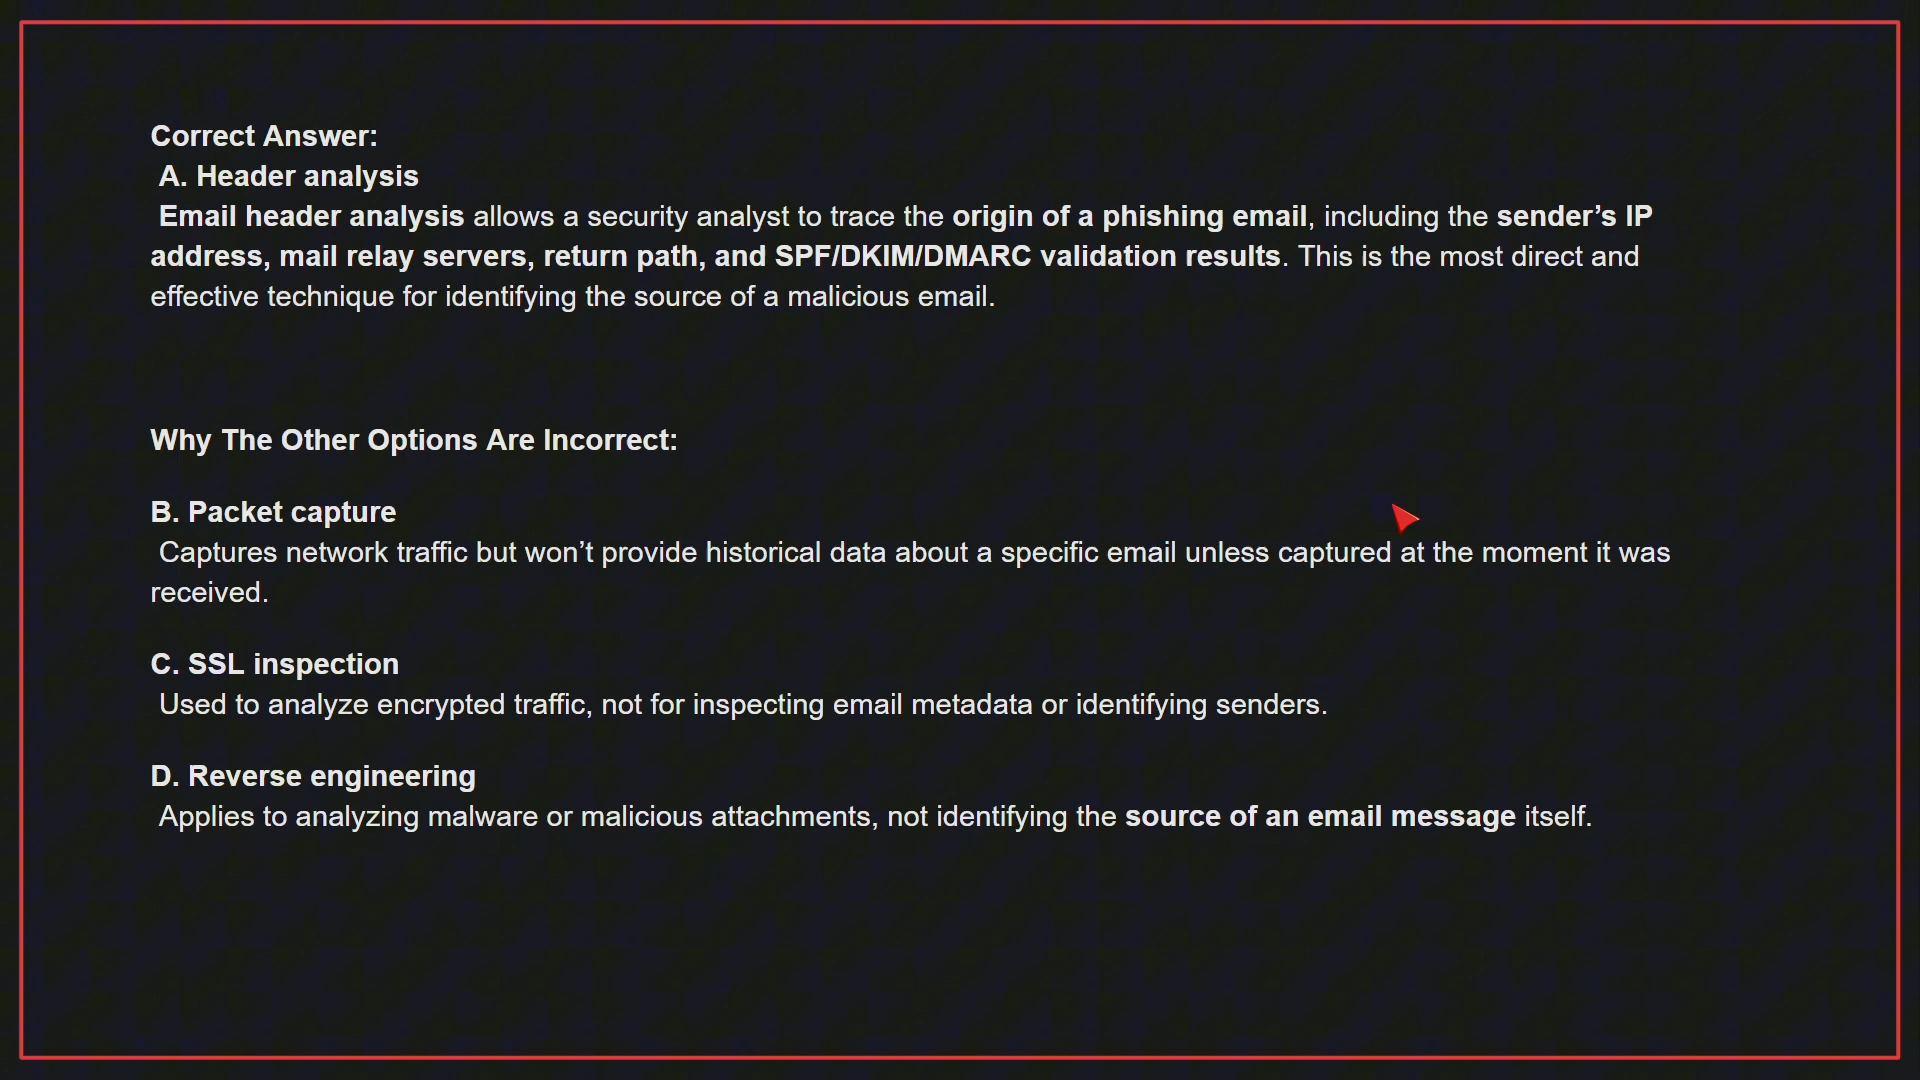 Correct Answer:
A. Header analysis
Email header analysis allows a security analyst to trace the origin of a phishing email, including the sender’s IP
address, mail relay servers, return path, and SPF/DKIM/DMARC validation results. This is the most direct and
effective technique for identifying the source of a malicious email.
Why The Other Options Are Incorrect:
B. Packet capture
Captures network traffic but won’t provide historical data about a specific email unless captured at the moment it was
received.
C. SSL inspection
Used to analyze encrypted traffic, not for inspecting email metadata or identifying senders.
D. Reverse engineering
Applies to analyzing malware or malicious attachments, not identifying the source of an email message itself.